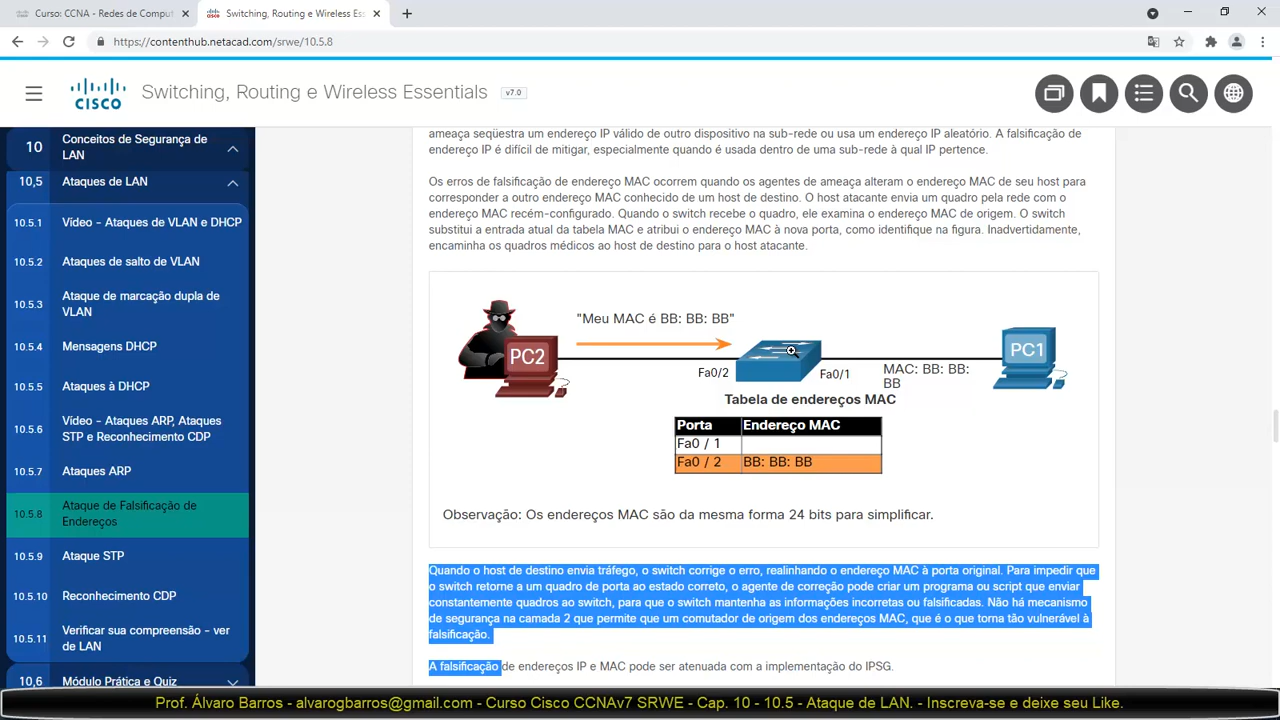 Curso: CCNA - Redes de Comput
Switching, Routing e Wireless Ess
https://contenthub.netacad.com/srwe/10.5.8
CISCO
Switching, Routing e Wireless Essentials
v7.0
10
Conceitos de Segurança de
LAN
10,5
Ataques de LAN
10.5.1
Vídeo – Ataques de VLAN e DHCP
10.5.2
Ataques de salto de VLAN
10.5.3
Ataque de marcação dupla de
VLAN
10.5.4
Mensagens DHCP
10.5.5
Ataques à DHCP
10.5.6
Vídeo – Ataques ARP, Ataques
STP e Reconhecimento CDP
10.5.7
Ataques ARP
10.5.8
Ataque de Falsificação de
Endereços
10.5.9
Ataque STP
10.5.10
Reconhecimento CDP
10.5.11
Verificar sua compreensão – ver
de LAN
10,6
Módulo Prática e Quiz
ameaça seqüestra um endereço IP válido de outro dispositivo na sub-rede ou usa um endereço IP aleatório. A falsificação de
endereço IP é difícil de mitigar, especialmente quando é usada dentro de uma sub-rede à qual IP pertence.
Os erros de falsificação de endereço MAC ocorrem quando os agentes de ameaça alteram o endereço MAC de seu host para
corresponder a outro endereço MAC conhecido de um host de destino. O host atacante envia um quadro pela rede com o
endereço MAC recém-configurado. Quando o switch recebe o quadro, ele examina o endereço MAC de origem. O switch
substitui a entrada atual da tabela MAC e atribui o endereço MAC à nova porta, como identifique na figura. Inadvertidamente,
encaminha os quadros médicos ao host de destino para o host atacante.
"Meu MAC é BB: BB: BB"
PC2
PC1
Fa0/2
Fa0/1
MAC: BB: BB:
BB
Tabela de endereços MAC
Porta Endereço MAC
Fa0 / 1
Fa0 / 2 BB: BB: BB
Observação: Os endereços MAC são da mesma forma 24 bits para simplificar.
Quando o host de destino envia tráfego, o switch corrige o erro, realinhando o endereço MAC à porta original. Para impedir que
o switch retorne a um quadro de porta ao estado correto, o agente de correção pode criar um programa ou script que enviar
constantemente quadros ao switch, para que o switch mantenha as informações incorretas ou falsificadas. Não há mecanismo
de segurança na camada 2 que permite que um comutador de origem dos endereços MAC, que é o que torna tão vulnerável à
falsificação.
A falsificação de endereços IP e MAC pode ser atenuada com a implementação do IPSG.
Prof. Álvaro Barros - alvarogbarros@gmail.com - Curso Cisco CCNAv7 SRWE - Cap. 10 - 10.5 - Ataque de LAN. - Inscreva-se e deixe seu Like.